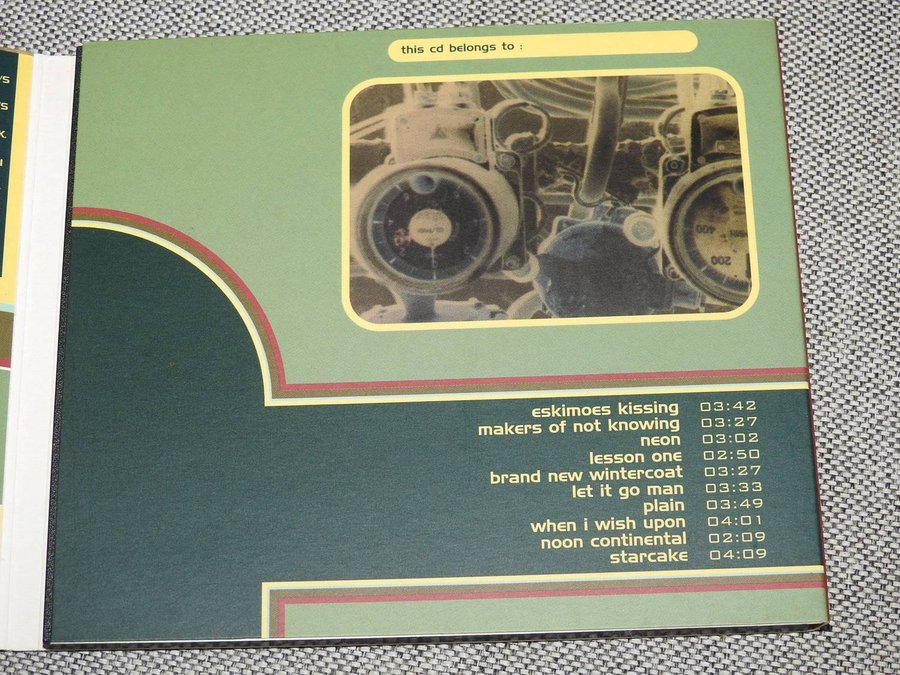 this cd belongs to :
400
200
eskimoes kissing 03:42
makers of not knowing 03:27
neon 03:02
lesson one 02:50
brand new wintercoat 03:27
let it go man 03:33
plain 03:49
when i wish upon 04:01
noon continental 02:09
starcake 04:09